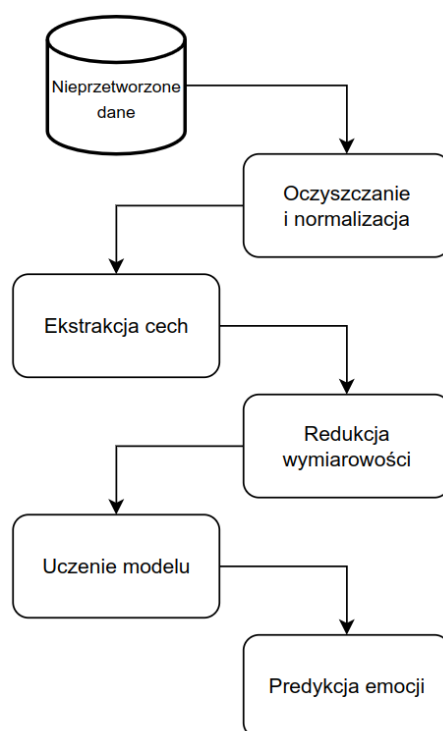 Nieprzetworzone
dane
Oczyszczanie
i normalizacja
Ekstrakcja cech
Redukcja
wymiarowości
Uczenie modelu
Predykcja emocji